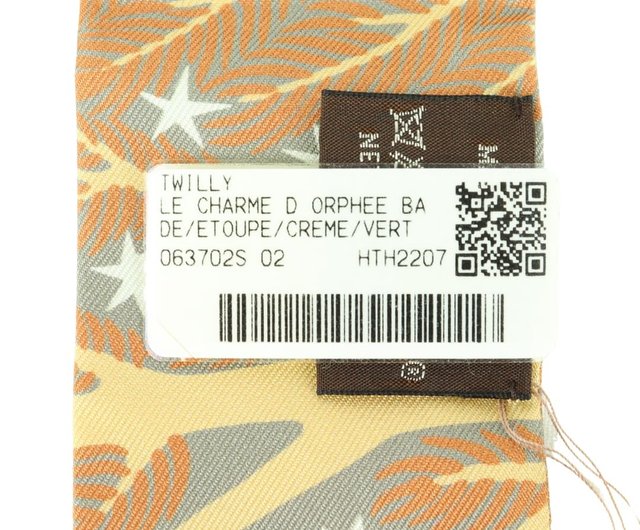 TWILLY
LE CHARME D ORPHEE BA
DE/ETOUPE/CREME/VERT
063702S 02 HTH2207